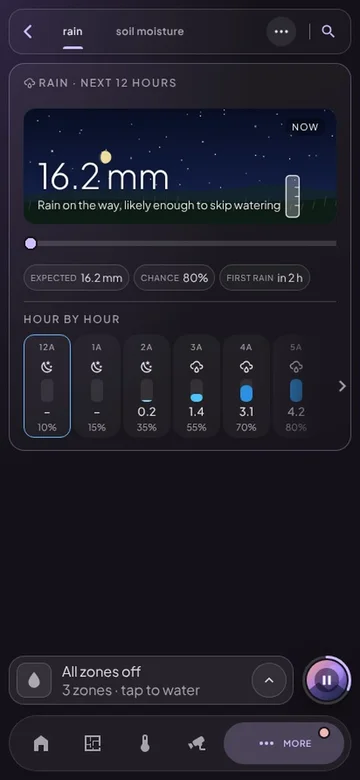 rain soil moisture
RAIN · NEXT 12 HOURS
NOW
16.2 mm
Rain on the way, likely enough to skip watering
EXPECTED 16.2 mm CHANCE 80% FIRST RAIN in 2 h
HOUR BY HOUR
12A 1A 2A 3A 4A 5A
– – 0.2 1.4 3.1 4.2
10% 15% 35% 55% 70% 80%
All zones off
3 zones · tap to water
MORE